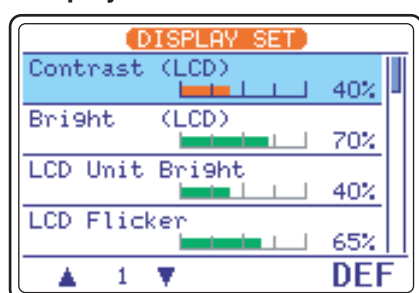 DISPLAY SET
Contrast (LCD)
40%
Bright (LCD)
70%
LCD Unit Bright
40%
LCD Flicker
65%
▲ 1 ▼ DEF